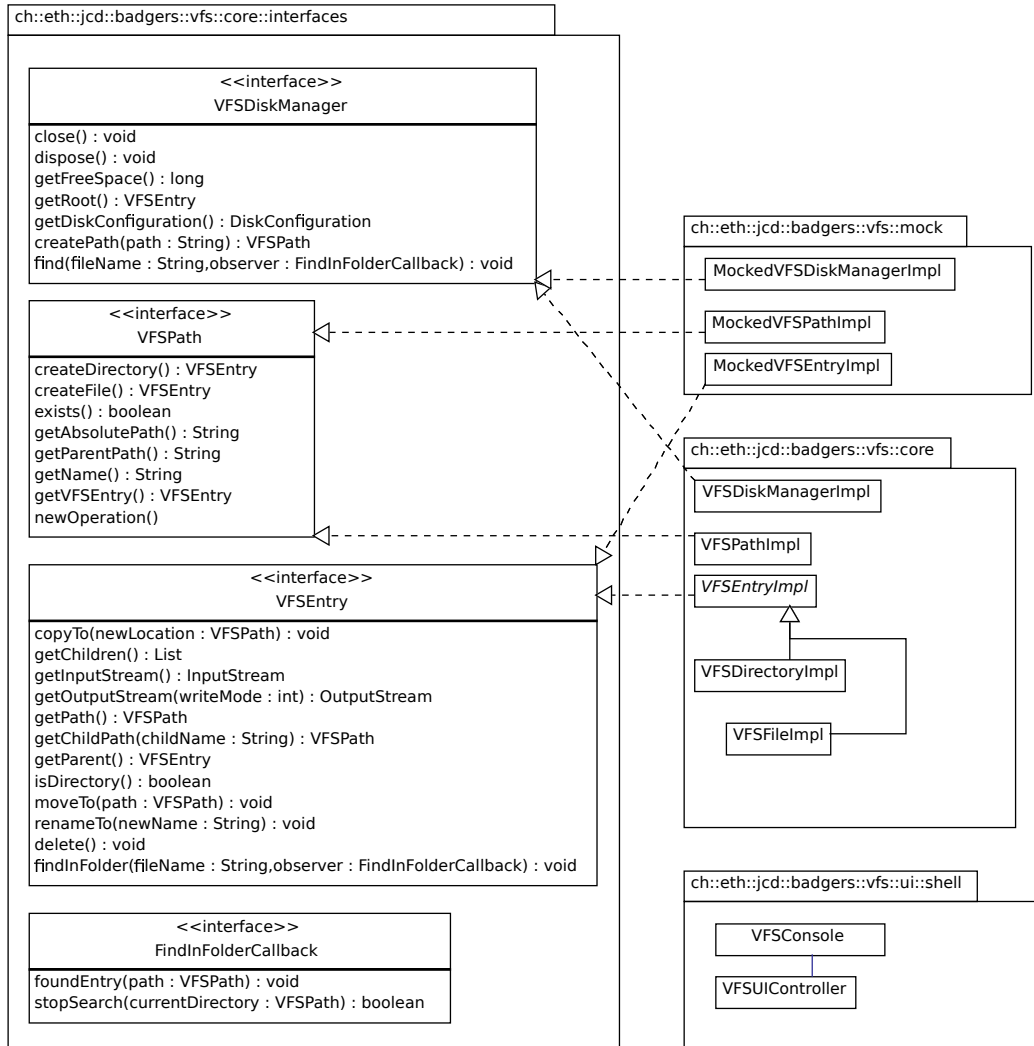 ch::eth::jcd::badgers::vfs::core::interfaces
<<interface>>
VFSDiskManager
close() : void
dispose() : void
getFreeSpace() : long
getRoot() : VFSEntry
getDiskConfiguration() : DiskConfiguration
createPath(path : String) : VFSPath
find(fileName : String,observer : FindInFolderCallback) : void
<<interface>>
VFSPath
createDirectory() : VFSEntry
createFile() : VFSEntry
exists() : boolean
getAbsolutePath() : String
getParentPath() : String
getName() : String
getVFSEntry() : VFSEntry
newOperation()
<<interface>>
VFSEntry
copyTo(newLocation : VFSPath) : void
getChildren() : List
getInputStream() : InputStream
getOutputStream(writeMode : int) : OutputStream
getPath() : VFSPath
getChildPath(childName : String) : VFSPath
getParent() : VFSEntry
isDirectory() : boolean
moveTo(path : VFSPath) : void
renameTo(newName : String) : void
delete() : void
findInFolder(fileName : String,observer : FindInFolderCallback) : void
<<interface>>
FindInFolderCallback
foundEntry(path : VFSPath) : void
stopSearch(currentDirectory : VFSPath) : boolean
ch::eth::jcd::badgers::vfs::mock
MockedVFSDiskManagerImpl
MockedVFSPathImpl
MockedVFSEntryImpl
ch::eth::jcd::badgers::vfs::core
VFSDiskManagerImpl
VFSPathImpl
VFSEntryImpl
VFSDirectoryImpl
VFSFileImpl
ch::eth::jcd::badgers::vfs::ui::shell
VFSConsole
VFSUIController